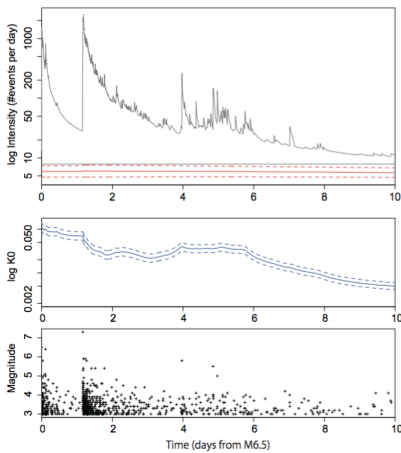 log Intensity (#events per day)
1000
200
50
10
5
0 2 4 6 8 10
log K0
0.050
0.002
0 2 4 6 8 10
Magnitude
7
6
5
4
3
0 2 4 6 8 10
Time (days from M6.5)